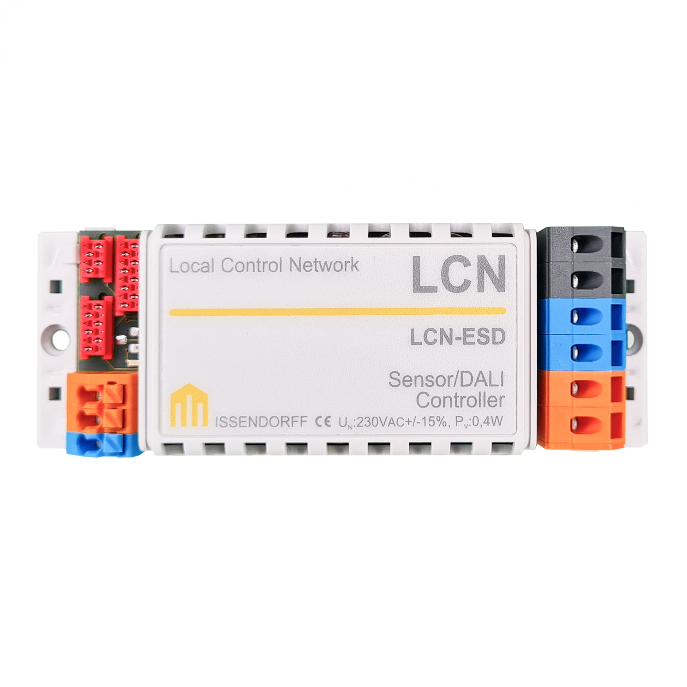 Local Control Network LCN
LCN-ESD
Sensor/DALI
Controller
ISSENDORFF CE UN:230VAC+/-15%, PV:0,4W